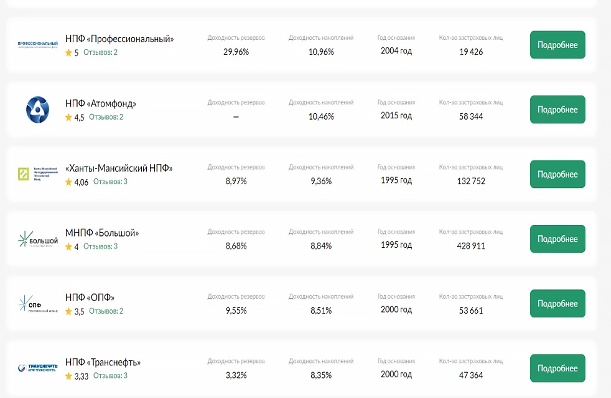 НПФ «Профессиональный»
5 Отзывов: 2
Доходность резервов Доходность накоплений Год основания Кол-во застраховых лиц
29,96% 10,96% 2004 год 19 426
Подробнее
НПФ «Атомфонд»
4,5 Отзывов: 2
Доходность резервов Доходность накоплений Год основания Кол-во застраховых лиц
— 10,46% 2015 год 58 344
Подробнее
«Ханты-Мансийский НПФ»
4,06 Отзывов: 3
Доходность резервов Доходность накоплений Год основания Кол-во застраховых лиц
8,97% 9,36% 1995 год 132 752
Подробнее
БОЛЬШОЙ
МНПФ «Большой»
4 Отзывов: 3
Доходность резервов Доходность накоплений Год основания Кол-во застраховых лиц
8,68% 8,84% 1995 год 428 911
Подробнее
ОПФ
НПФ «ОПФ»
3,5 Отзывов: 2
Доходность резервов Доходность накоплений Год основания Кол-во застраховых лиц
9,55% 8,51% 2000 год 53 661
Подробнее
ТРАНСНЕФТЬ
НПФ «Транснефть»
3,33 Отзывов: 3
Доходность резервов Доходность накоплений Год основания Кол-во застраховых лиц
3,32% 8,35% 2000 год 47 364
Подробнее